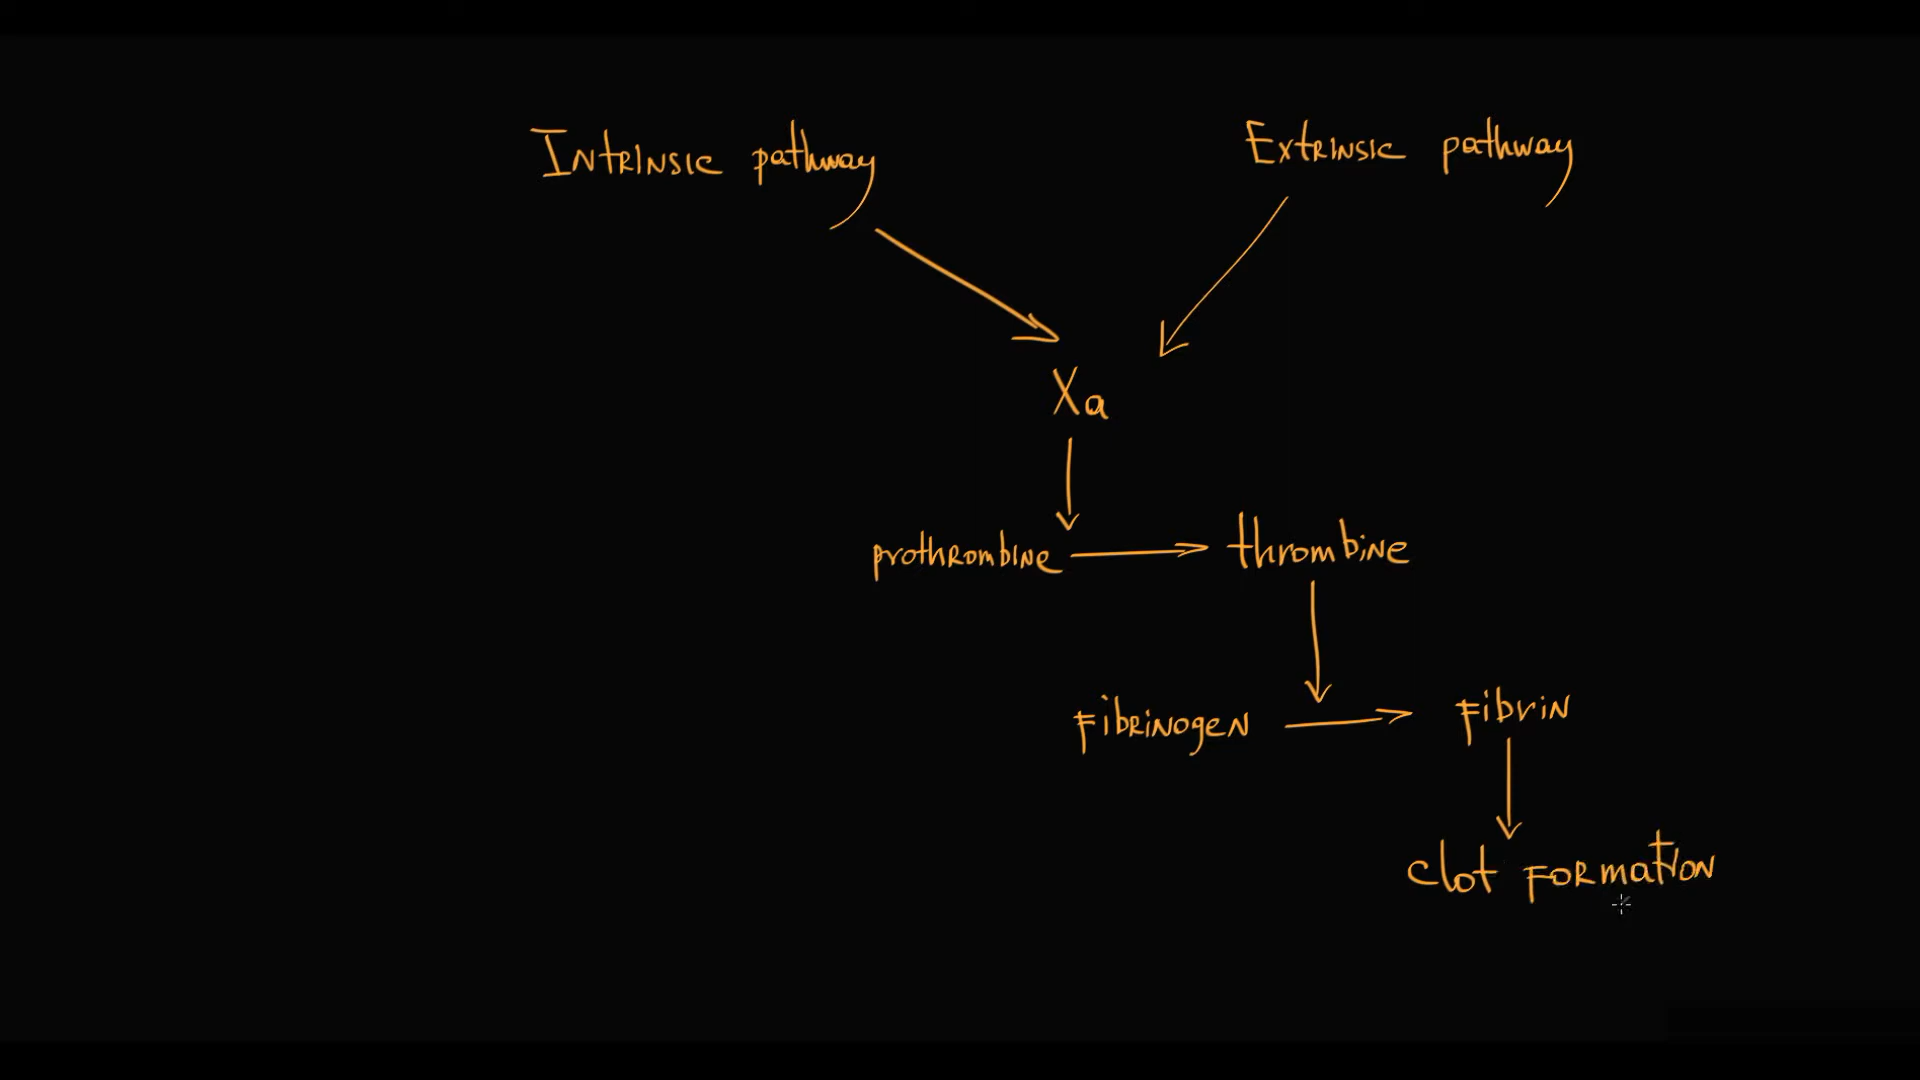 Intrinsic pathway
Extrinsic pathway
Xa
prothrombine
thrombine
Fibrinogen
Fibrin
clot formation